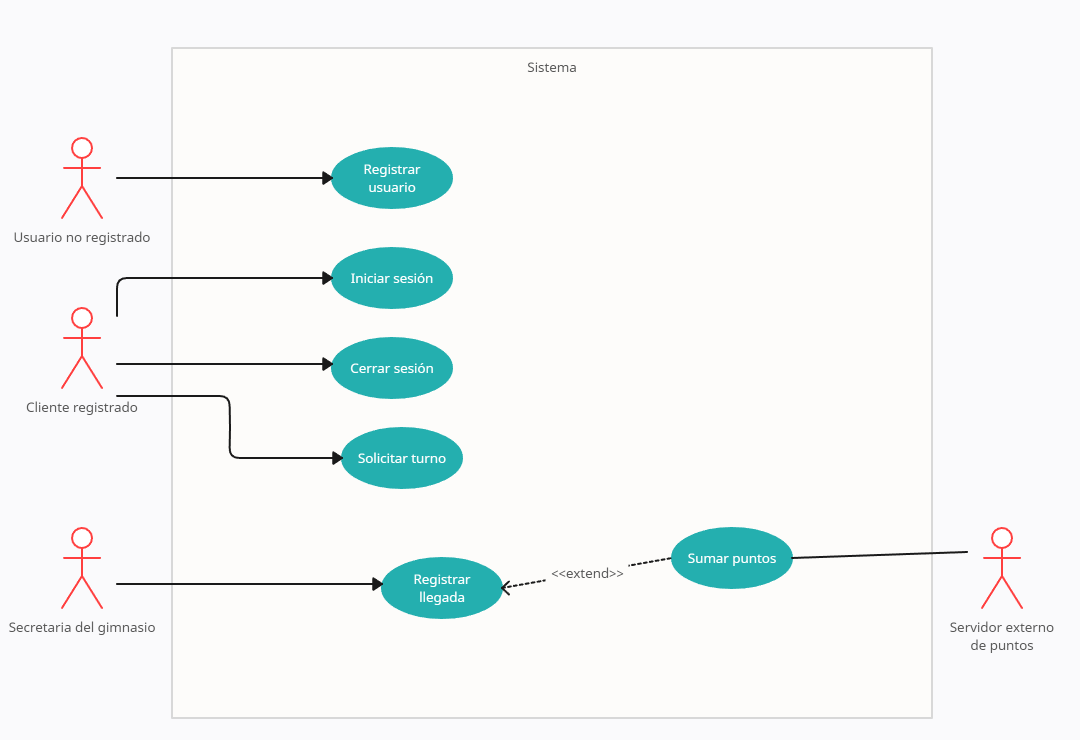 Sistema
Registrar
usuario
Usuario no registrado
Iniciar sesión
Cerrar sesión
Cliente registrado
Solicitar turno
Sumar puntos
<<extend>>
Registrar
llegada
Secretaria del gimnasio
Servidor externo
de puntos